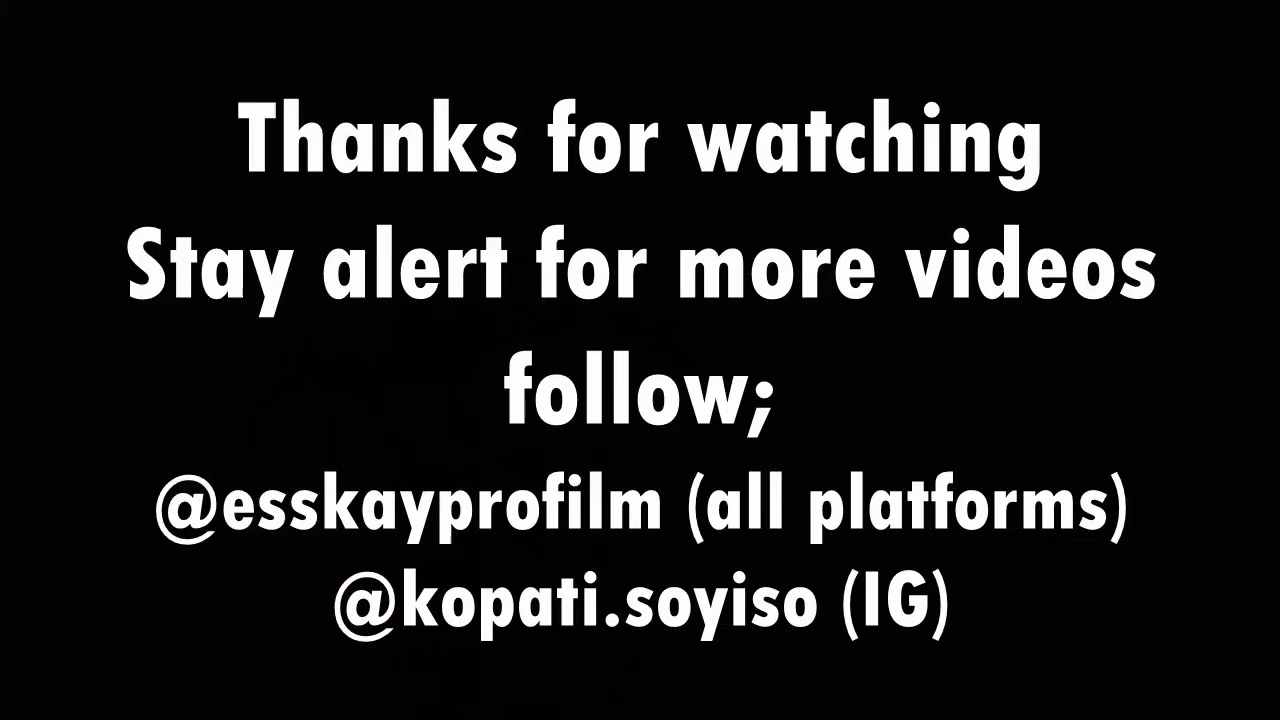 Thanks for watching
Stay alert for more videos
follow;
@esskayprofilm (all platforms)
@kopati.soyiso (IG)